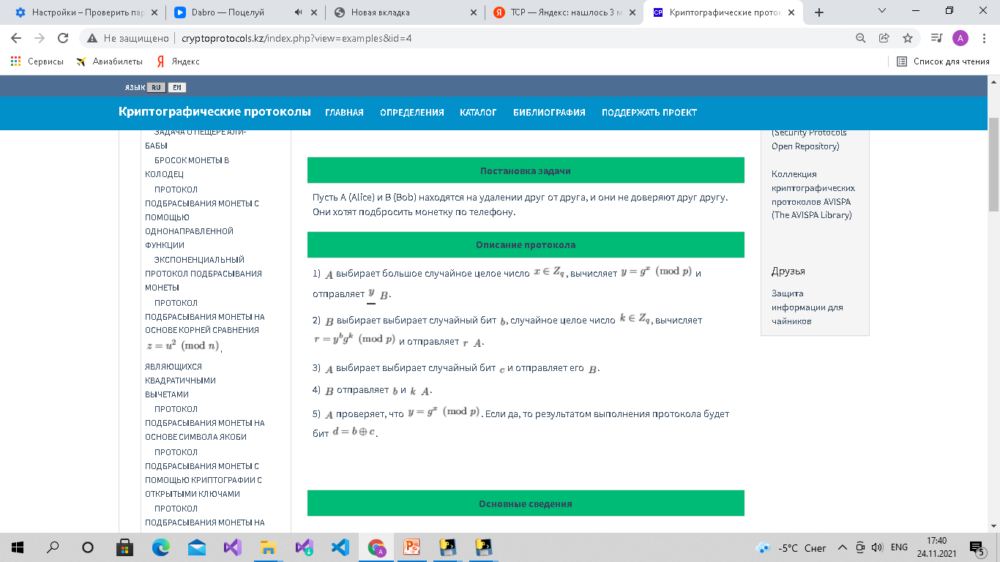 Настройки – Проверить пар
Dabro — Поцелуй
Новая вкладка
TCP — Яндекс: нашлось 3 м
Криптографические проток
Не защищено | cryptoprotocols.kz/index.php?view=examples&id=4
Сервисы Авиабилеты Яндекс Список для чтения
ЯЗЫК RU EN
Криптографические протоколы ГЛАВНАЯ ОПРЕДЕЛЕНИЯ КАТАЛОГ БИБЛИОГРАФИЯ ПОДДЕРЖАТЬ ПРОЕКТ
ЗАДАЧА О ПЕЩЕРЕ АЛИ-
БАБЫ
БРОСОК МОНЕТЫ В
КОЛОДЕЦ
ПРОТОКОЛ
ПОДБРАСЫВАНИЯ МОНЕТЫ С
ПОМОЩЬЮ
ОДНОНАПРАВЛЕННОЙ
ФУНКЦИИ
ЭКСПОНЕНЦИАЛЬНЫЙ
ПРОТОКОЛ ПОДБРАСЫВАНИЯ
МОНЕТЫ
ПРОТОКОЛ
ПОДБРАСЫВАНИЯ МОНЕТЫ НА
ОСНОВЕ КОРНЕЙ СРАВНЕНИЯ
z = u² (mod n),
ЯВЛЯЮЩИХСЯ
КВАДРАТИЧНЫМИ
ВЫЧЕТАМИ
ПРОТОКОЛ
ПОДБРАСЫВАНИЯ МОНЕТЫ НА
ОСНОВЕ СИМВОЛА ЯКОБИ
ПРОТОКОЛ
ПОДБРАСЫВАНИЯ МОНЕТЫ С
ПОМОЩЬЮ КРИПТОГРАФИИ С
ОТКРЫТЫМИ КЛЮЧАМИ
ПРОТОКОЛ
ПОДБРАСЫВАНИЯ МОНЕТЫ НА
Постановка задачи
Пусть A (Alice) и B (Bob) находятся на удалении друг от друга, и они не доверяют друг другу.
Они хотят подбросить монетку по телефону.
Описание протокола
1) A выбирает большое случайное целое число x ∈ Z_q, вычисляет y = g^x (mod p) и
отправляет y B.
2) B выбирает выбирает случайный бит b, случайное целое число k ∈ Z_q, вычисляет
r = y^b g^k (mod p) и отправляет r A.
3) A выбирает выбирает случайный бит c и отправляет его B.
4) B отправляет b и k A.
5) A проверяет, что y = g^x (mod p). Если да, то результатом выполнения протокола будет
бит d = b ⊕ c.
Основные сведения
(Security Protocols
Open Repository)
Коллекция
криптографических
протоколов AVISPA
(The AVISPA Library)
Друзья
Защита
информации для
чайников
-5°C Снег ENG 17:40
24.11.2021
5